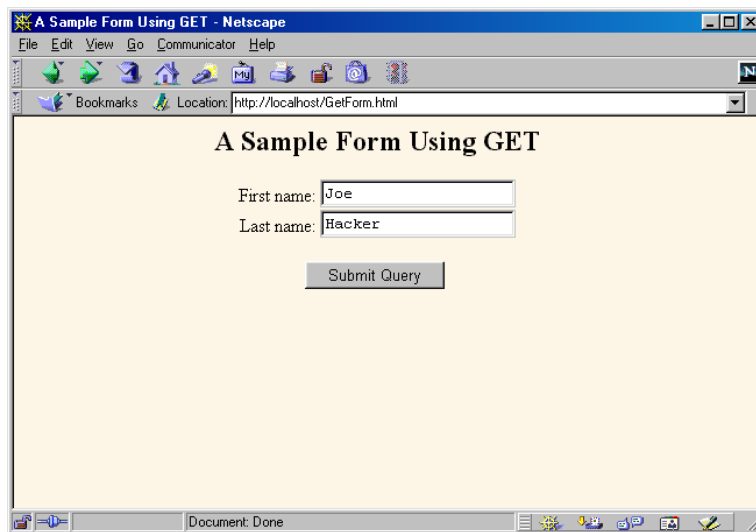 A Sample Form Using GET - Netscape
File Edit View Go Communicator Help
My
N
Bookmarks Location: http://localhost/GetForm.html
A Sample Form Using GET
First name: Joe
Last name: Hacker
Submit Query
Document: Done